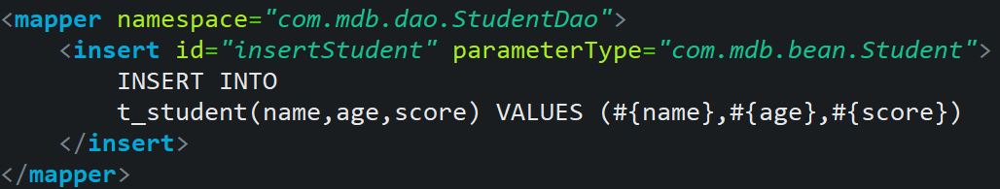 <mapper namespace="com.mdb.dao.StudentDao">
<insert id="insertStudent" parameterType="com.mdb.bean.Student">
INSERT INTO
t_student(name,age,score) VALUES (#{name},#{age},#{score})
</insert>
</mapper>